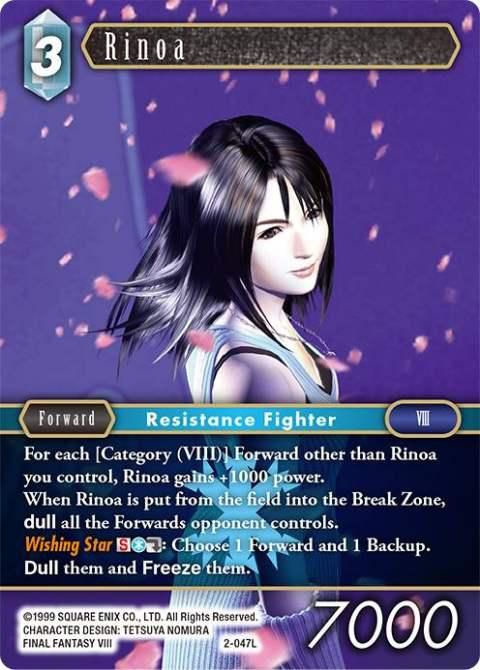 3
Rinoa
Forward
Resistance Fighter
VIII
For each [Category (VIII)] Forward other than Rinoa
you control, Rinoa gains +1000 power.
When Rinoa is put from the field into the Break Zone,
dull all the Forwards opponent controls.
Wishing Star S: Choose 1 Forward and 1 Backup.
Dull them and Freeze them.
©1999 SQUARE ENIX CO., LTD. All Rights Reserved.
CHARACTER DESIGN: TETSUYA NOMURA
FINAL FANTASY VIII
2-047L
7000